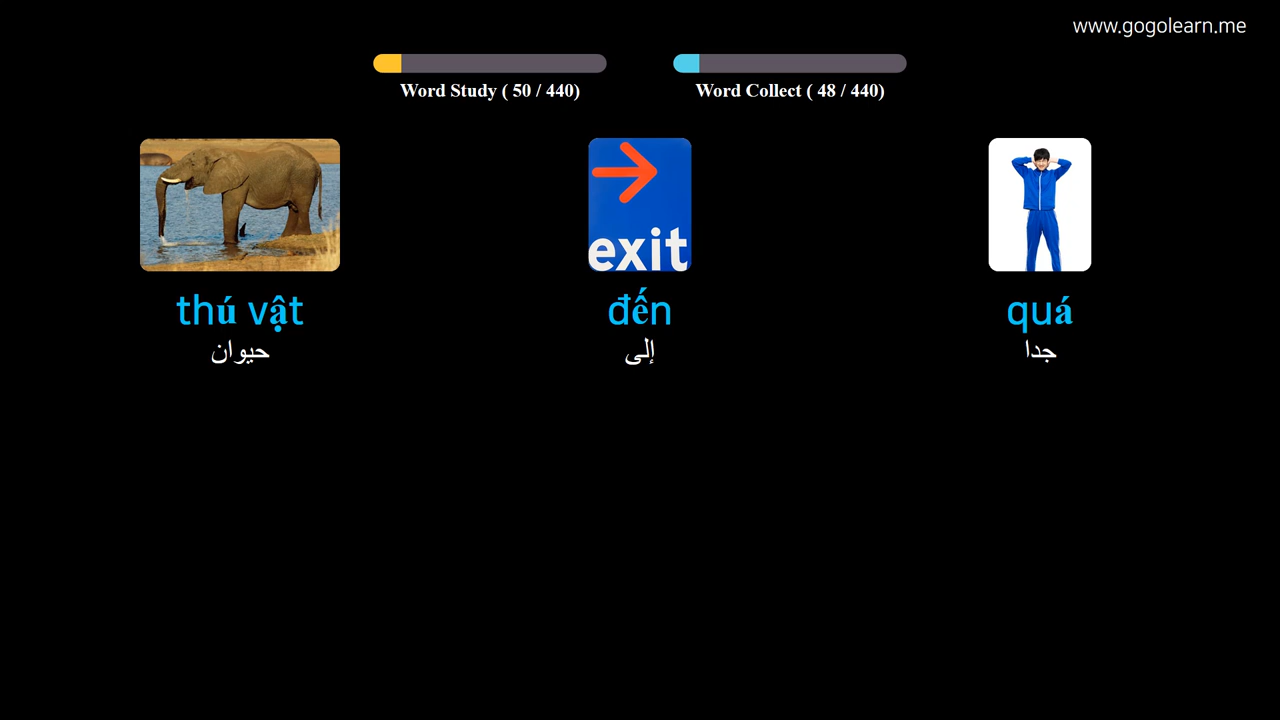 www.gogolearn.me
Word Study ( 50 / 440)
Word Collect ( 48 / 440)
exit
thú vật
đến
quá
حيوان
إلى
جدا